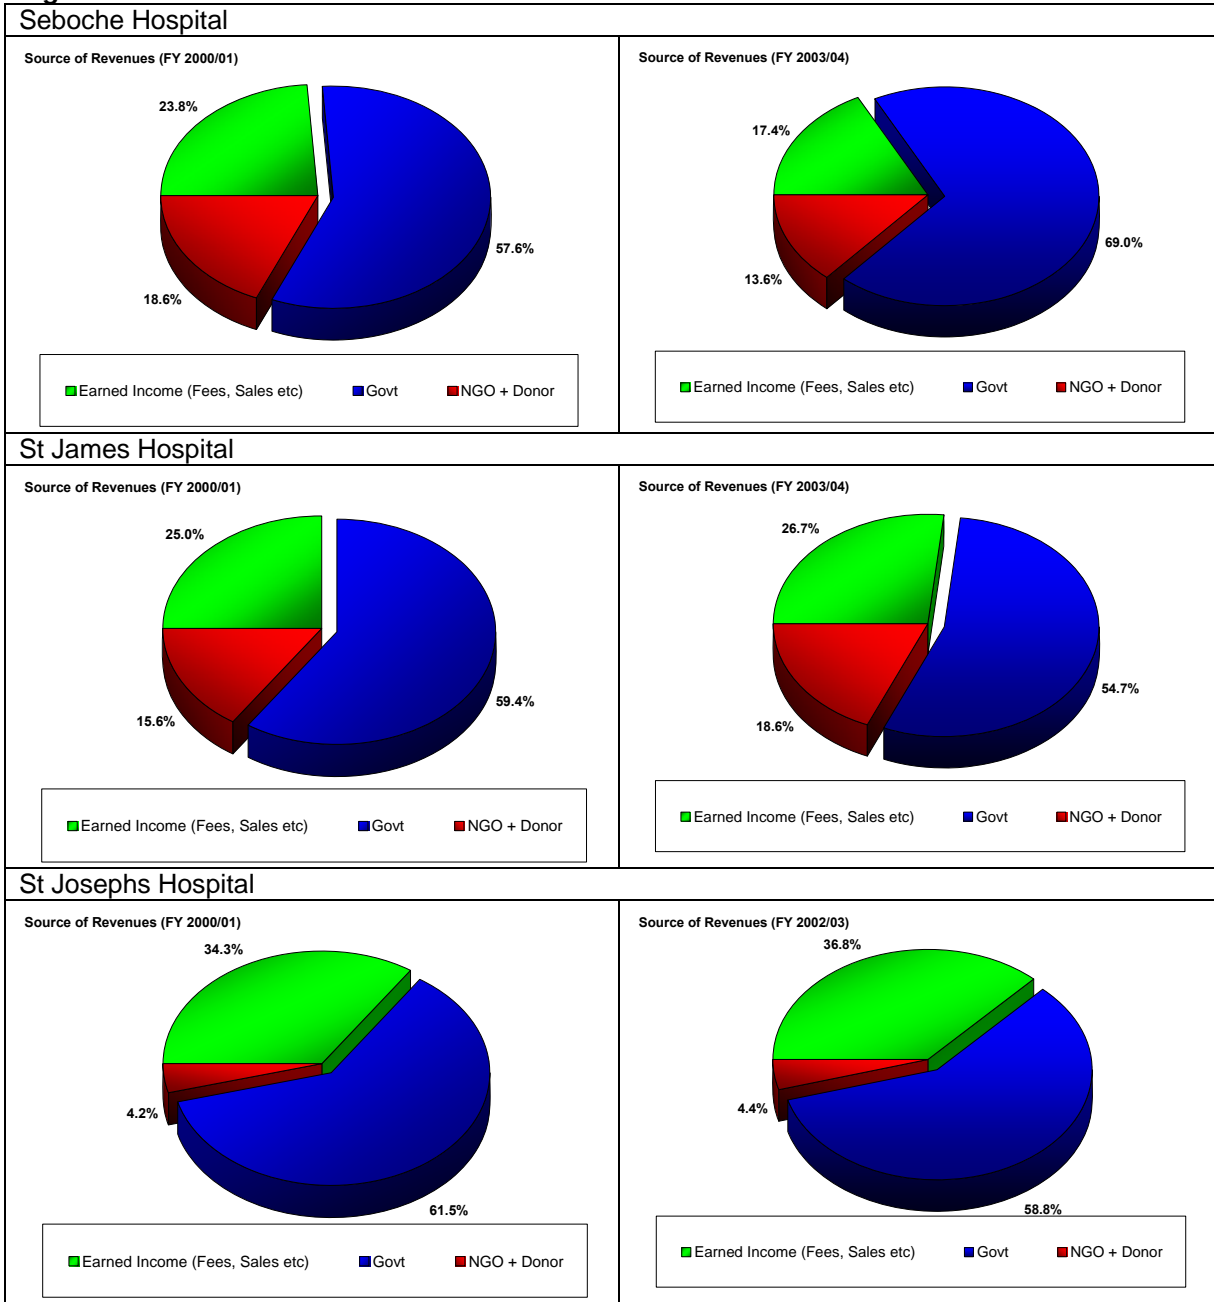 Seboche Hospital
Source of Revenues (FY 2000/01)
23.8%
57.6%
18.6%
Earned Income (Fees, Sales etc) Govt NGO + Donor
Source of Revenues (FY 2003/04)
17.4%
69.0%
13.6%
Earned Income (Fees, Sales etc) Govt NGO + Donor
St James Hospital
Source of Revenues (FY 2000/01)
25.0%
59.4%
15.6%
Earned Income (Fees, Sales etc) Govt NGO + Donor
Source of Revenues (FY 2003/04)
26.7%
54.7%
18.6%
Earned Income (Fees, Sales etc) Govt NGO + Donor
St Josephs Hospital
Source of Revenues (FY 2000/01)
34.3%
4.2%
61.5%
Earned Income (Fees, Sales etc) Govt NGO + Donor
Source of Revenues (FY 2002/03)
36.8%
4.4%
58.8%
Earned Income (Fees, Sales etc) Govt NGO + Donor